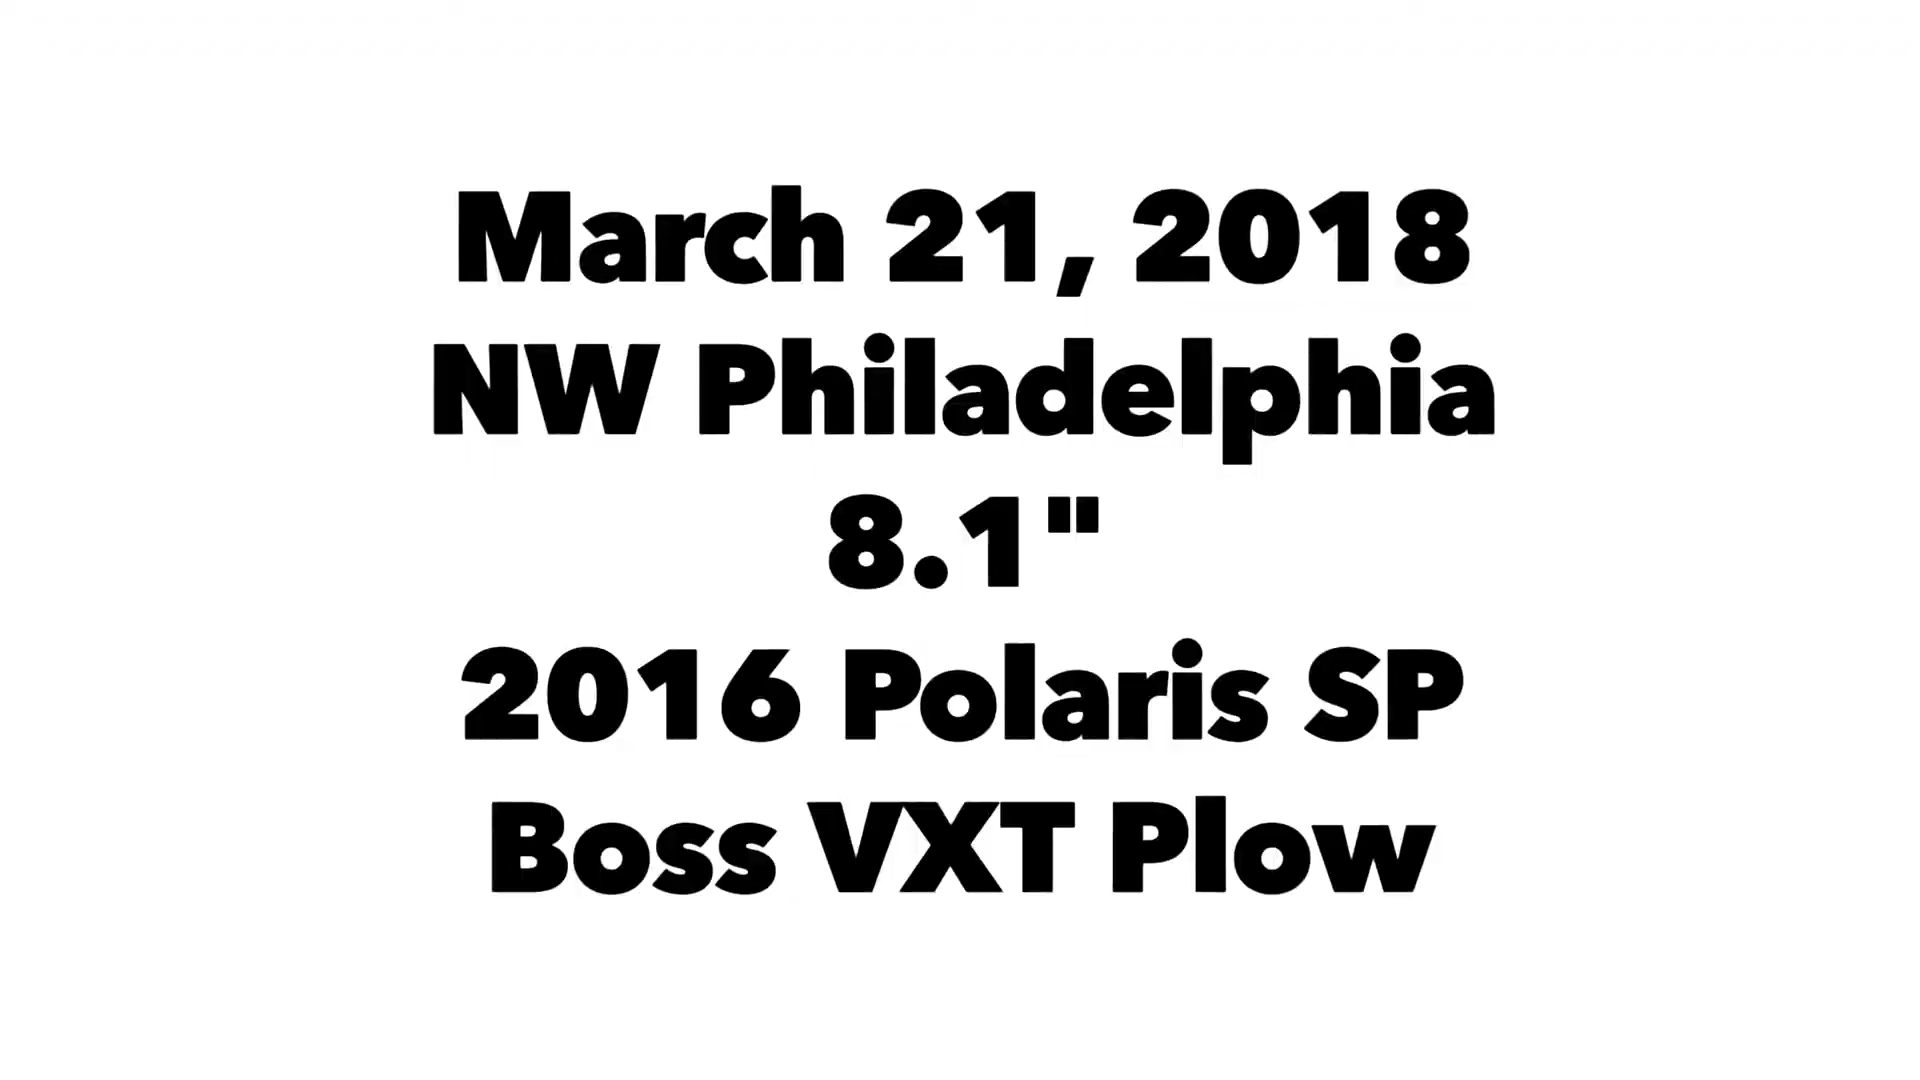 March 21, 2018
NW Philadelphia
8.1"
2016 Polaris SP
Boss VXT Plow